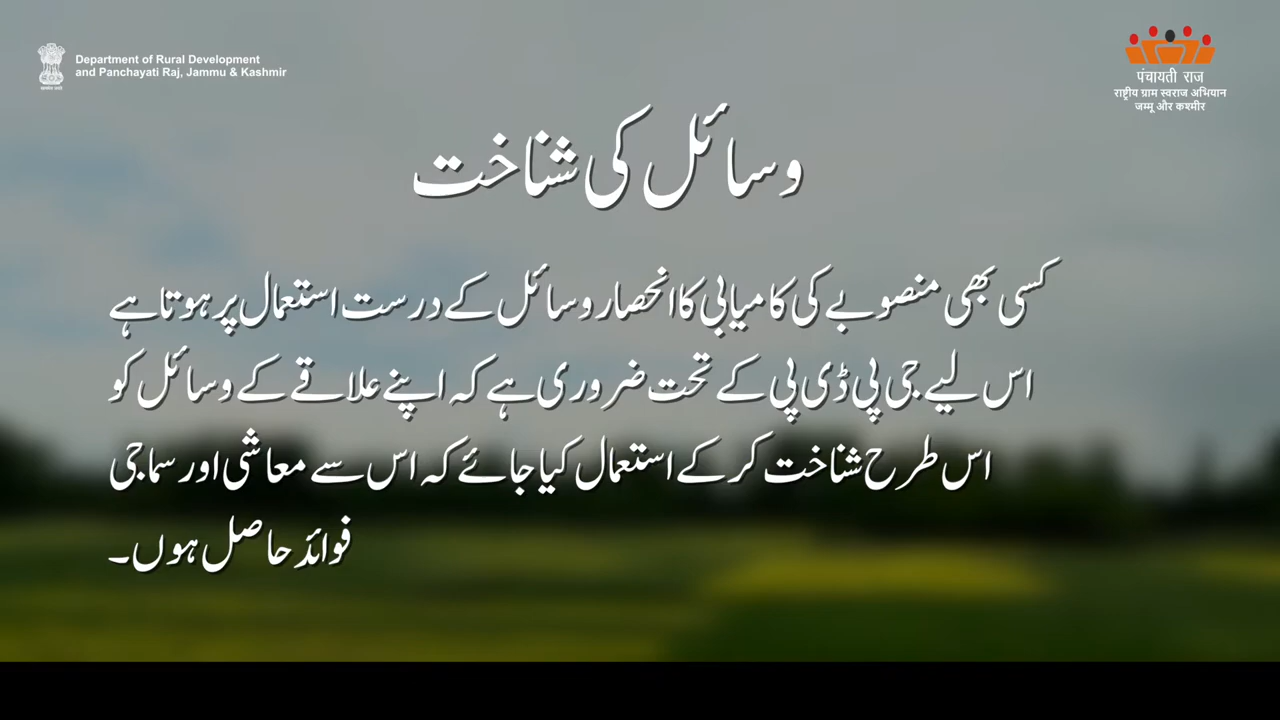 Department of Rural Development
and Panchayati Raj, Jammu & Kashmir
पंचायती राज
राष्ट्रीय ग्राम स्वराज अभियान
जम्मू और कश्मीर
وسائل کی شناخت
کسی بھی منصوبے کی کامیابی کا انحصار وسائل کے درست استعمال پر ہوتا ہے
اس لیے جی پی ڈی پی کے تحت ضروری ہے کہ اپنے علاقے کے وسائل کو
اس طرح شناخت کر کے استعمال کیا جائے کہ اس سے معاشی اور سماجی
فوائد حاصل ہوں۔